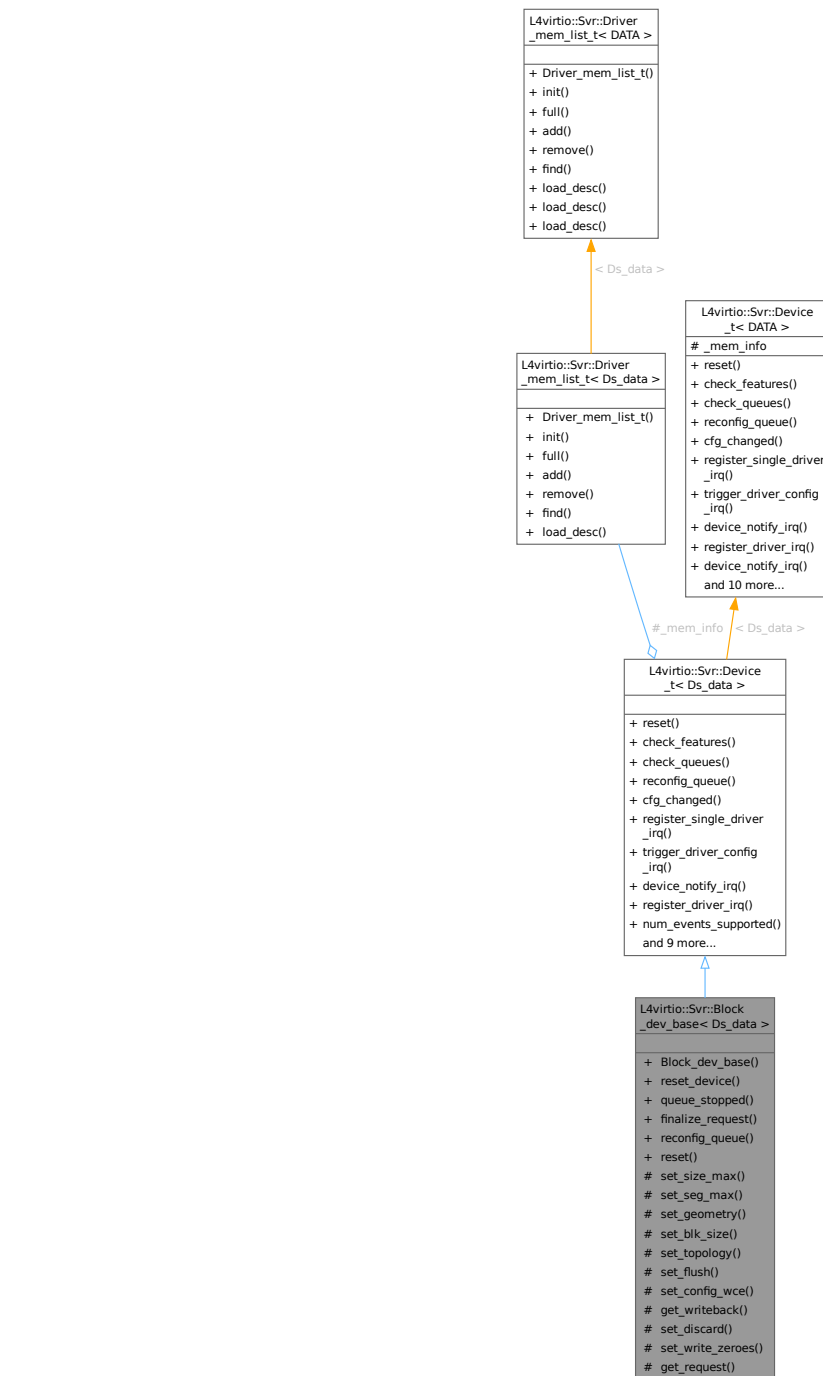 L4virtio::Svr::Driver
_mem_list_t< DATA >
+ Driver_mem_list_t()
+ init()
+ full()
+ add()
+ remove()
+ find()
+ load_desc()
+ load_desc()
+ load_desc()
< Ds_data >
L4virtio::Svr::Device
_t< DATA >
# _mem_info
+ reset()
+ check_features()
+ check_queues()
+ reconfig_queue()
+ cfg_changed()
+ register_single_driver
_irq()
+ trigger_driver_config
_irq()
+ device_notify_irq()
+ register_driver_irq()
+ device_notify_irq()
and 10 more...
L4virtio::Svr::Driver
_mem_list_t< Ds_data >
+ Driver_mem_list_t()
+ init()
+ full()
+ add()
+ remove()
+ find()
+ load_desc()
#_mem_info
< Ds_data >
L4virtio::Svr::Device
_t< Ds_data >
+ reset()
+ check_features()
+ check_queues()
+ reconfig_queue()
+ cfg_changed()
+ register_single_driver
_irq()
+ trigger_driver_config
_irq()
+ device_notify_irq()
+ register_driver_irq()
+ num_events_supported()
and 9 more...
L4virtio::Svr::Block
_dev_base< Ds_data >
+ Block_dev_base()
+ reset_device()
+ queue_stopped()
+ finalize_request()
+ reconfig_queue()
+ reset()
# set_size_max()
# set_seg_max()
# set_geometry()
# set_blk_size()
# set_topology()
# set_flush()
# set_config_wce()
# get_writeback()
# set_discard()
# set_write_zeroes()
# get_request()